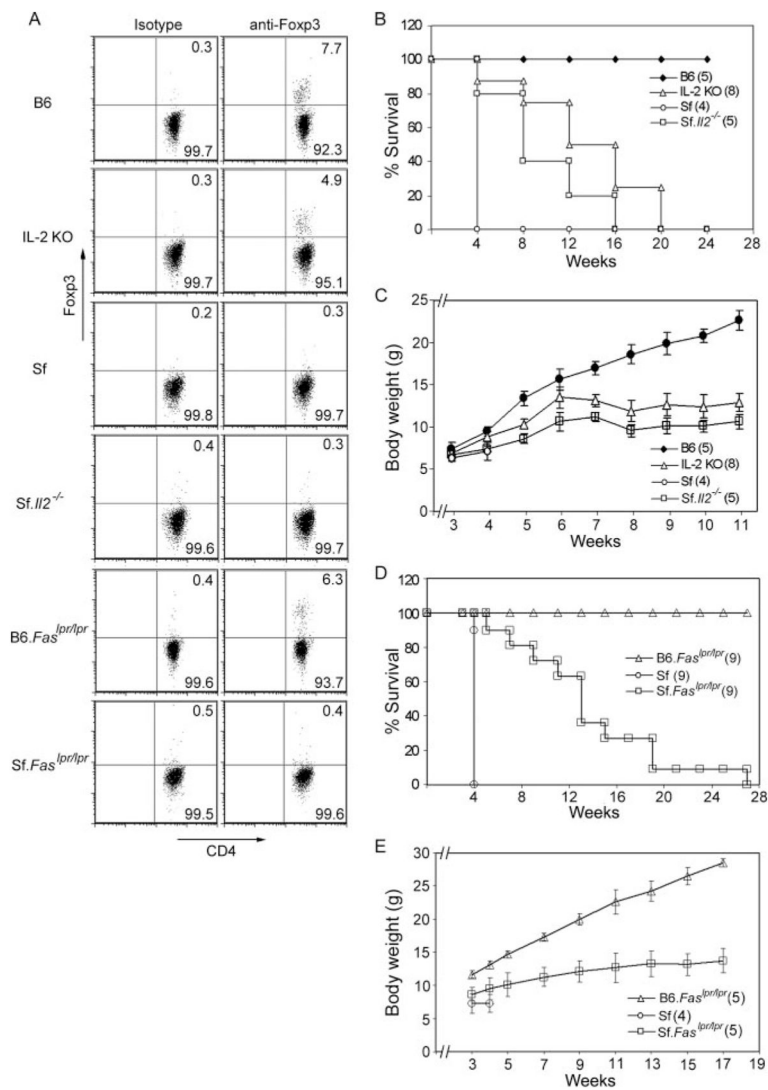 A
Isotype
anti-Foxp3
B6
0.3
99.7
7.7
92.3
IL-2 KO
0.3
99.7
4.9
95.1
Foxp3
Sf
0.2
99.8
0.3
99.7
Sf.Il2-/-
0.4
99.6
0.3
99.7
B6.Faslpr/lpr
0.4
99.6
6.3
93.7
Sf.Faslpr/lpr
0.5
99.5
0.4
99.6
CD4
B
120
100
80
60
40
20
0
% Survival
B6 (5)
IL-2 KO (8)
Sf (4)
Sf.Il2-/- (5)
4 8 12 16 20 24 28
Weeks
C
25
20
15
10
5
0
Body weight (g)
B6 (5)
IL-2 KO (8)
Sf (4)
Sf.Il2-/- (5)
3 4 5 6 7 8 9 10 11
Weeks
D
120
100
80
60
40
20
0
% Survival
B6.Faslpr/lpr (9)
Sf (9)
Sf.Faslpr/lpr (9)
4 8 12 16 20 24 28
Weeks
E
30
25
20
15
10
5
0
Body weight (g)
B6.Faslpr/lpr (5)
Sf (4)
Sf.Faslpr/lpr (5)
3 5 7 9 11 13 15 17 19
Weeks